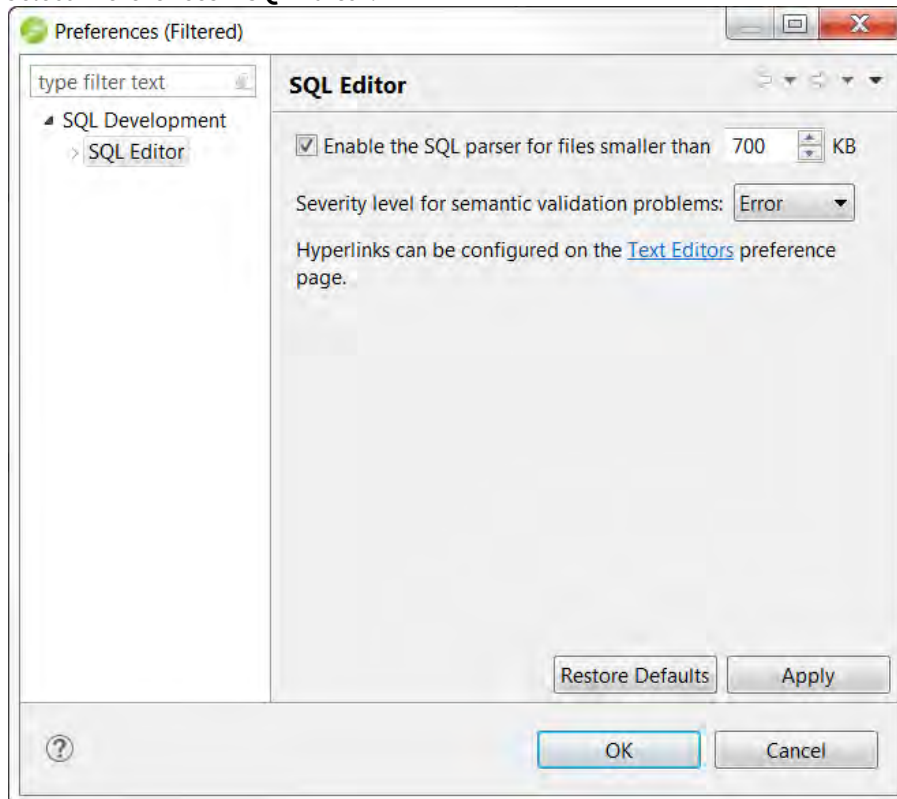 Preferences (Filtered)
type filter text
SQL Development
SQL Editor
SQL Editor
Enable the SQL parser for files smaller than 700 KB
Severity level for semantic validation problems: Error
Hyperlinks can be configured on the Text Editors preference
page.
Restore Defaults Apply
? OK Cancel